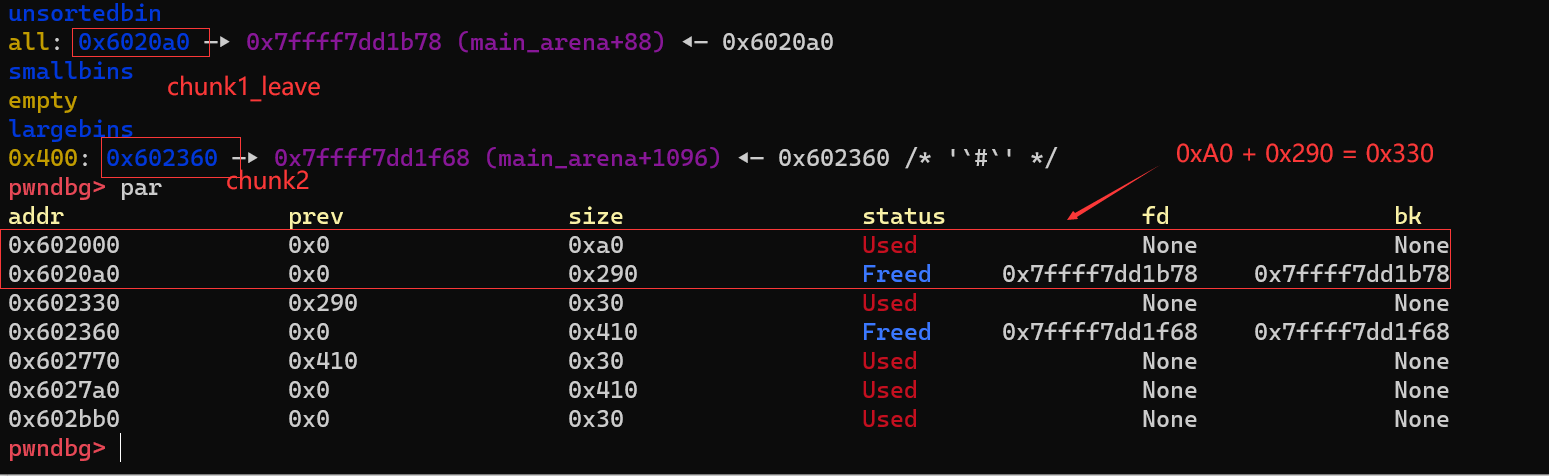 unsortedbin
all: 0x6020a0 —▸ 0x7ffff7dd1b78 (main_arena+88) ◂— 0x6020a0
smallbins
chunk1_leave
empty
largebins
0x400: 0x602360 —▸ 0x7ffff7dd1f68 (main_arena+1096) ◂— 0x602360 /* '`#`' */
0xA0 + 0x290 = 0x330
chunk2
pwndbg> par
addr prev size status fd bk
0x602000 0x0 0xa0 Used None None
0x6020a0 0x0 0x290 Freed 0x7ffff7dd1b78 0x7ffff7dd1b78
0x602330 0x290 0x30 Used None None
0x602360 0x0 0x410 Freed 0x7ffff7dd1f68 0x7ffff7dd1f68
0x602770 0x410 0x30 Used None None
0x6027a0 0x0 0x410 Used None None
0x602bb0 0x0 0x30 Used None None
pwndbg>